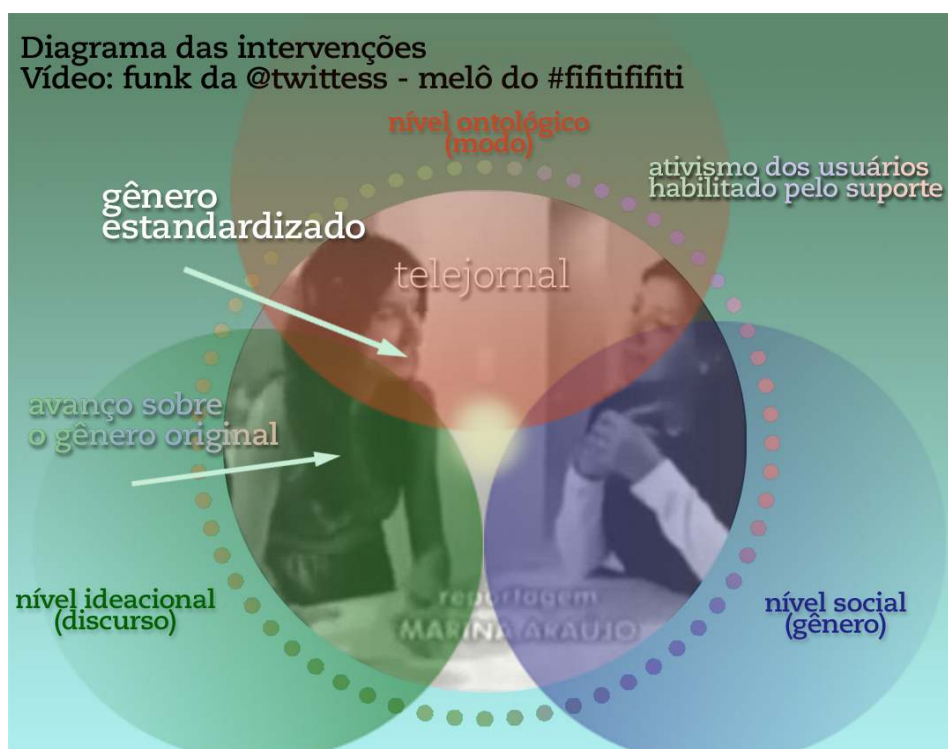 Diagrama das intervenções
Vídeo: funk da @twittess - melô do #fifitififiti
nível ontológico
(modo)
ativismo dos usuários
habilitado pelo suporte
gênero
estandardizado
telejornal
avanço sobre
o gênero original
nível ideacional
(discurso)
nível social
(gênero)
reportagem
MARINA ARAUJO